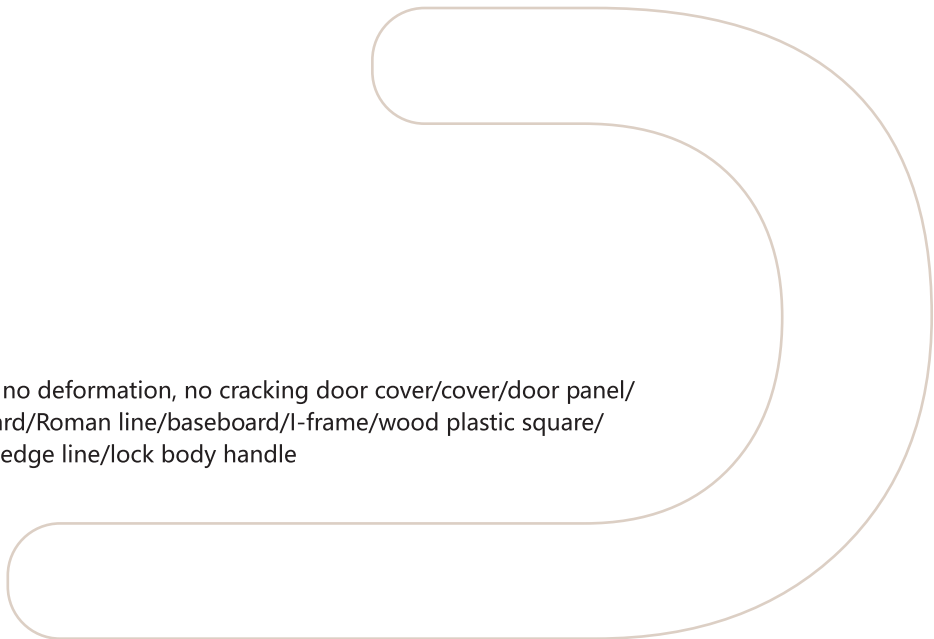 no deformation, no cracking door cover/cover/door panel/
/Roman line/baseboard/I-frame/wood plastic square/
edge line/lock body handle